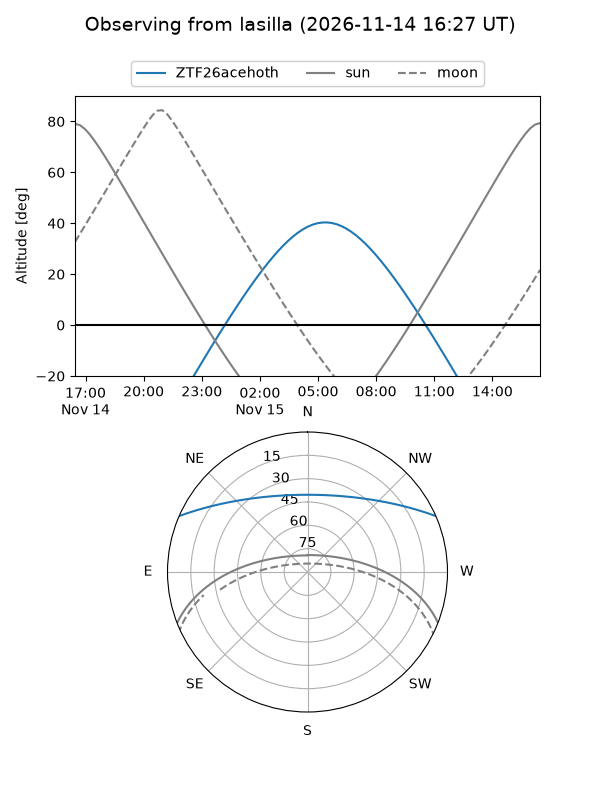 Observing from lasilla (2026-11-14 16:27 UT)
ZTF26acehoth sun moon
Altitude [deg]
80
60
40
20
0
−20
17:00 20:00 23:00 02:00 05:00 08:00 11:00 14:00
Nov 14 Nov 15
N
NE NW
15
30
45
60
75
E W
SE SW
S